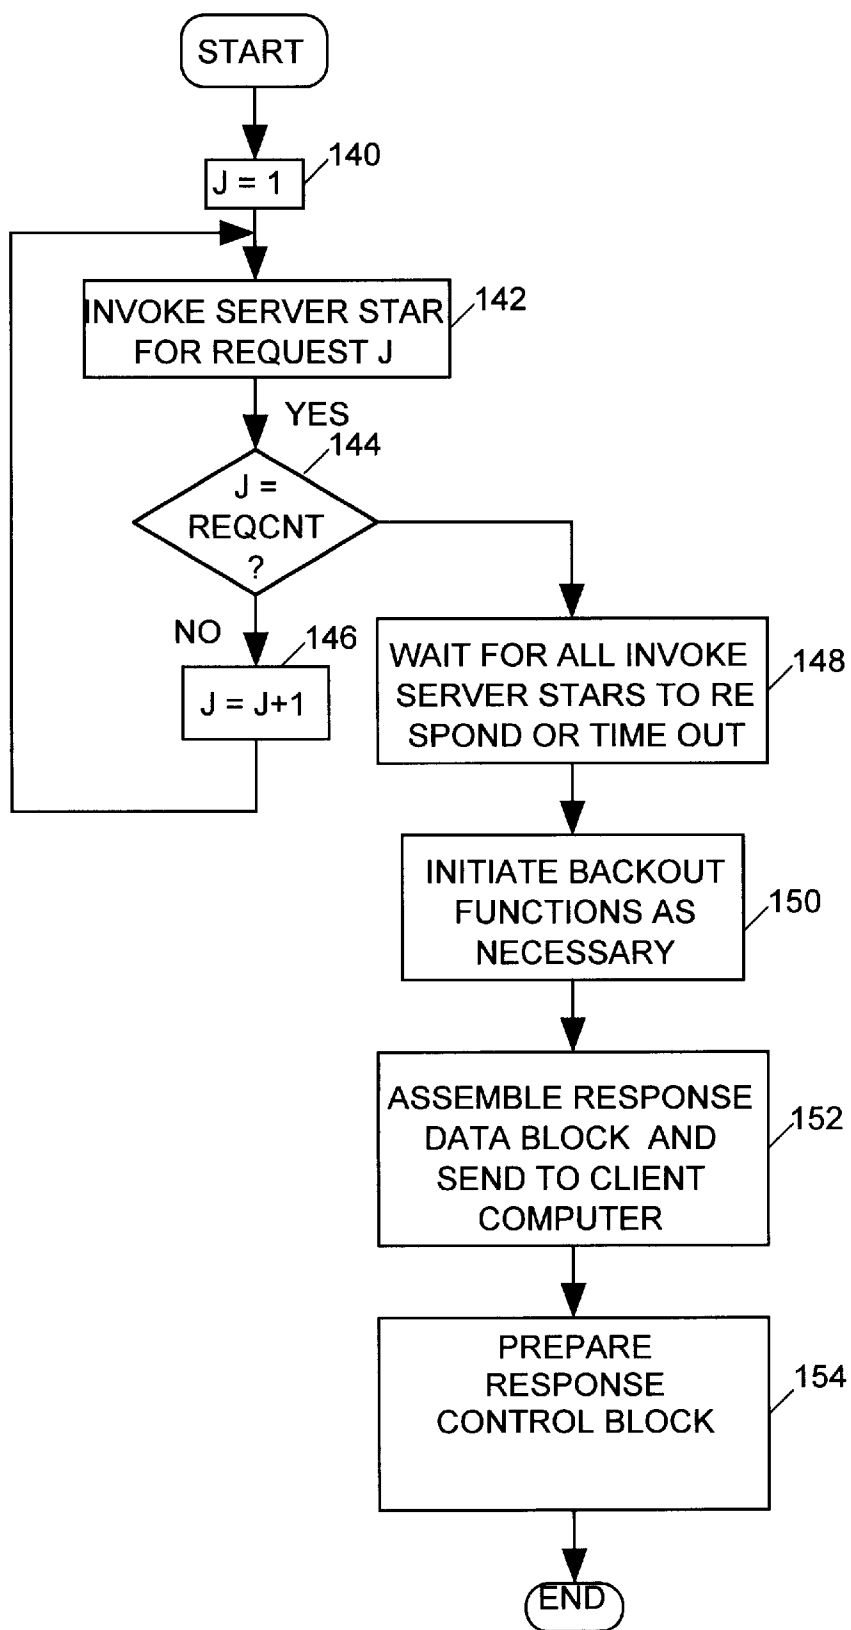 START
140
J = 1
INVOKE SERVER STAR
FOR REQUEST J
142
YES
144
J =
REQCNT
?
NO
146
J = J+1
WAIT FOR ALL INVOKE
SERVER STARS TO RE
SPOND OR TIME OUT
148
INITIATE BACKOUT
FUNCTIONS AS
NECESSARY
150
ASSEMBLE RESPONSE
DATA BLOCK AND
SEND TO CLIENT
COMPUTER
152
PREPARE
RESPONSE
CONTROL BLOCK
154
END